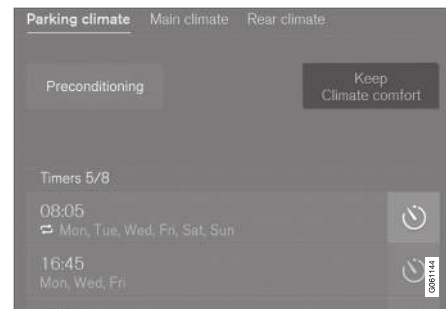 Parking climate Main climate Rear climate
Preconditioning
Keep
Climate comfort
Timers 5/8
08:05
Mon, Tue, Wed, Fri, Sat, Sun
16:45
Mon, Wed, Fri
G061144